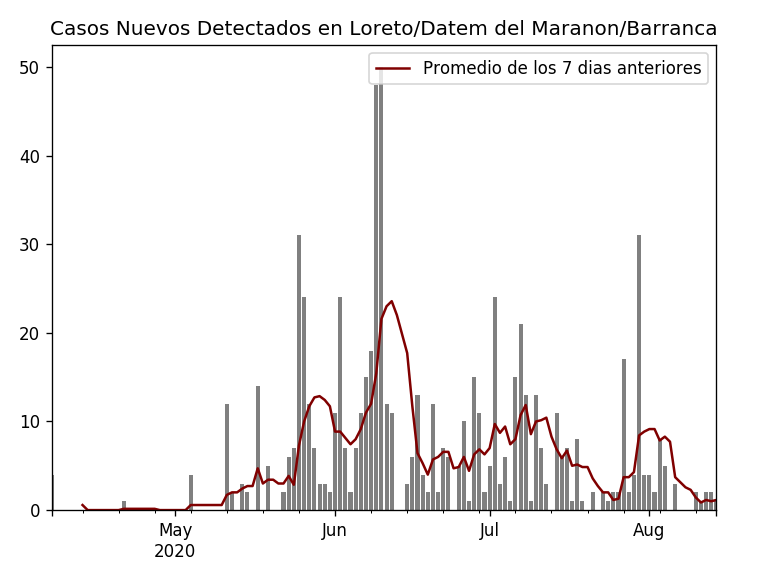 Casos Nuevos Detectados en Loreto/Datem del Maranon/Barranca
Promedio de los 7 dias anteriores
50
40
30
20
10
0
May
Jun
Jul
Aug
2020